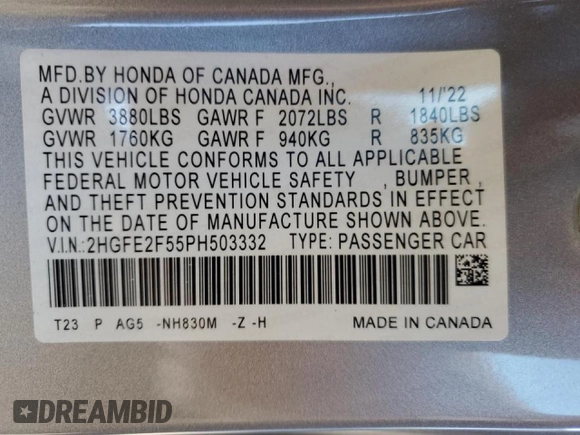 MFD.BY HONDA OF CANADA MFG.,
A DIVISION OF HONDA CANADA INC. 11/'22
GVWR 3880LBS GAWR F 2072LBS R 1840LBS
GVWR 1760KG GAWR F 940KG R 835KG
THIS VEHICLE CONFORMS TO ALL APPLICABLE
FEDERAL MOTOR VEHICLE SAFETY , BUMPER ,
AND THEFT PREVENTION STANDARDS IN EFFECT
ON THE DATE OF MANUFACTURE SHOWN ABOVE.
V.I.N.:2HGFE2F55PH503332 TYPE: PASSENGER CAR
T23 P AG5 -NH830M -Z -H MADE IN CANADA
DREAMBID